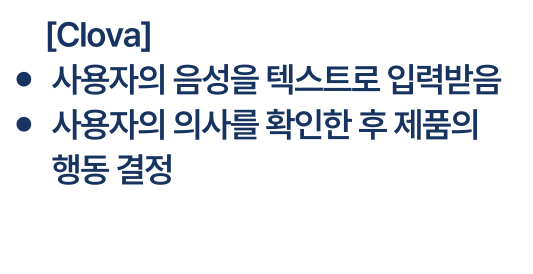 [Clova]
● 사용자의 음성을 텍스트로 입력받음
● 사용자의 의사를 확인한 후 제품의
행동 결정